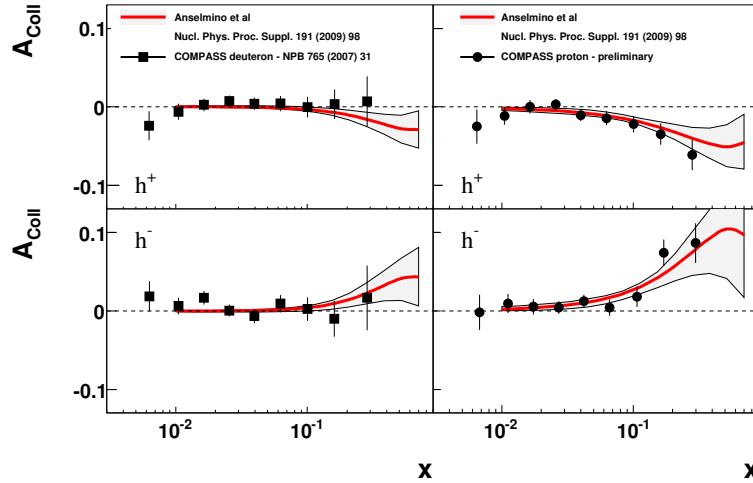 Anselmino et al
Nucl. Phys. Proc. Suppl. 191 (2009) 98
COMPASS deuteron - NPB 765 (2007) 31
Anselmino et al
Nucl. Phys. Proc. Suppl. 191 (2009) 98
COMPASS proton - preliminary
A_Coll
0.1
0
-0.1
h⁺
h⁺
A_Coll
0.1
0
-0.1
h⁻
h⁻
10⁻² 10⁻¹ 10⁻² 10⁻¹
x x